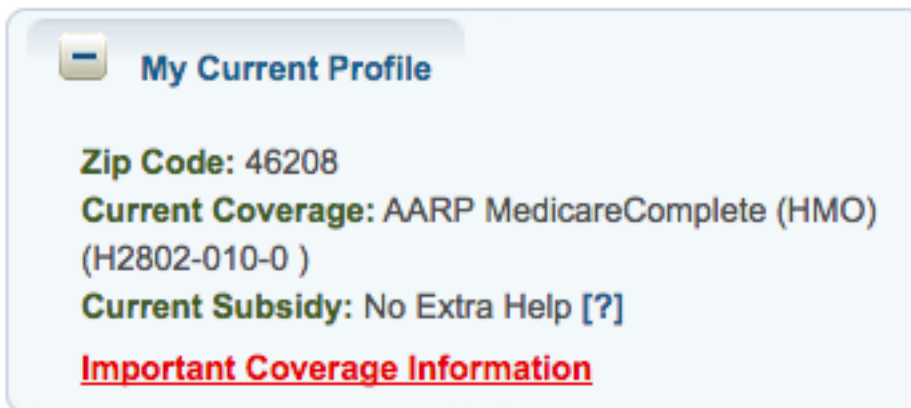 My Current Profile
Zip Code: 46208
Current Coverage: AARP MedicareComplete (HMO)
(H2802-010-0 )
Current Subsidy: No Extra Help [?]
Important Coverage Information